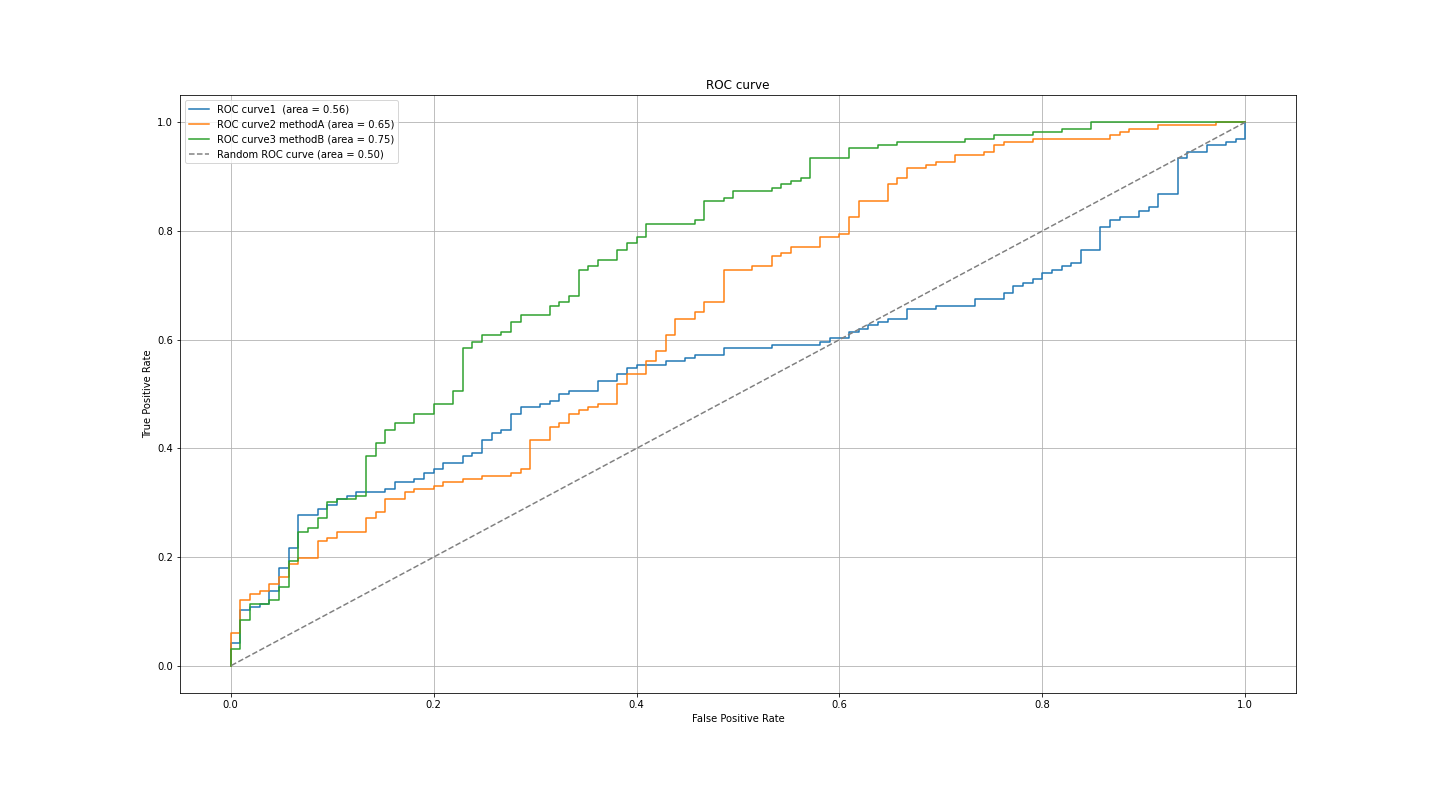 ROC curve
ROC curve1  (area = 0.56)
ROC curve2 methodA (area = 0.65)
ROC curve3 methodB (area = 0.75)
Random ROC curve (area = 0.50)
1.0
0.8
0.6
0.4
0.2
0.0
True Positive Rate
0.0 0.2 0.4 0.6 0.8 1.0
False Positive Rate